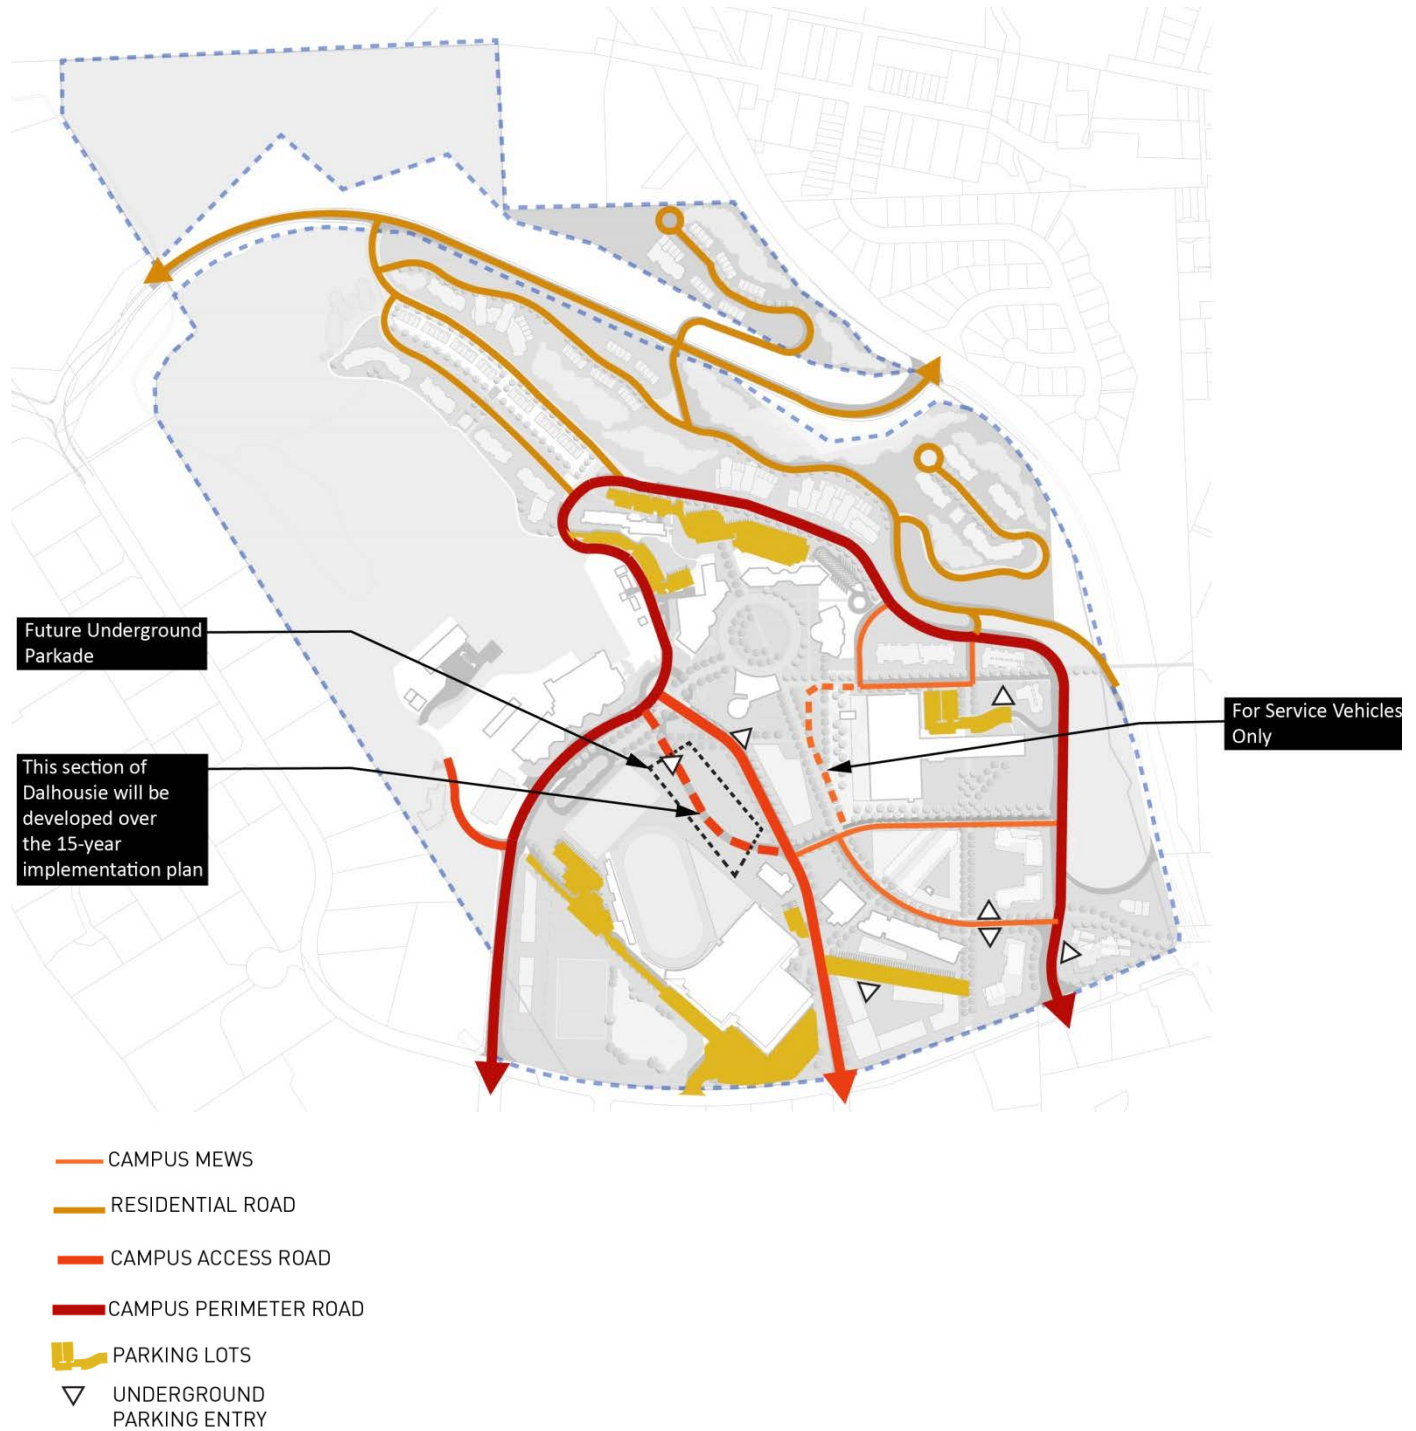 Future Underground
Parkade
This section of
Dalhousie will be
developed over
the 15-year
implementation plan
For Service Vehicles
Only
CAMPUS MEWS
RESIDENTIAL ROAD
CAMPUS ACCESS ROAD
CAMPUS PERIMETER ROAD
PARKING LOTS
UNDERGROUND
PARKING ENTRY